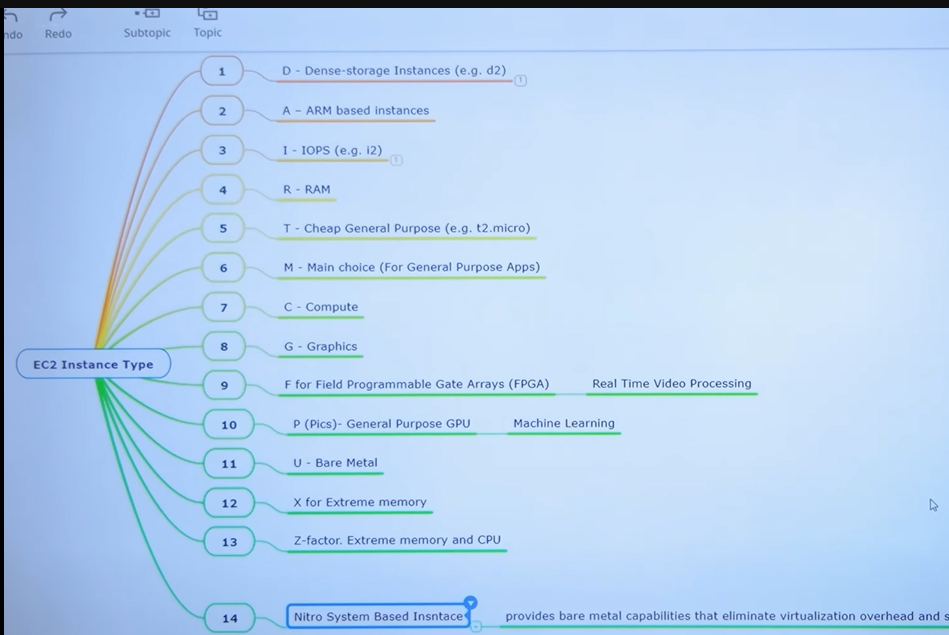 ndo Redo Subtopic Topic
1 D - Dense-storage Instances (e.g. d2) 1
2 A – ARM based instances
3 I - IOPS (e.g. i2) 1
4 R - RAM
5 T - Cheap General Purpose (e.g. t2.micro)
6 M - Main choice (For General Purpose Apps)
7 C - Compute
8 G - Graphics
EC2 Instance Type
9 F for Field Programmable Gate Arrays (FPGA) Real Time Video Processing
10 P (Pics)- General Purpose GPU Machine Learning
11 U - Bare Metal
12 X for Extreme memory
13 Z-factor. Extreme memory and CPU
14 Nitro System Based Insntace provides bare metal capabilities that eliminate virtualization overhead and s